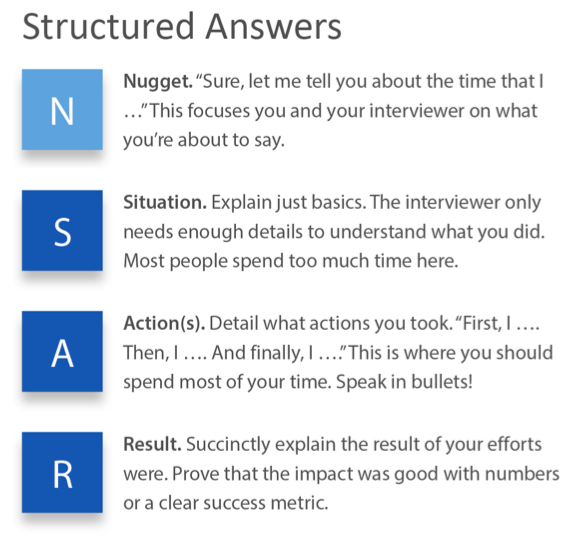 Structured Answers
N
Nugget. “Sure, let me tell you about the time that I
…” This focuses you and your interviewer on what
you’re about to say.
S
Situation. Explain just basics. The interviewer only
needs enough details to understand what you did.
Most people spend too much time here.
A
Action(s). Detail what actions you took. “First, I ….
Then, I …. And finally, I ….” This is where you should
spend most of your time. Speak in bullets!
R
Result. Succinctly explain the result of your efforts
were. Prove that the impact was good with numbers
or a clear success metric.